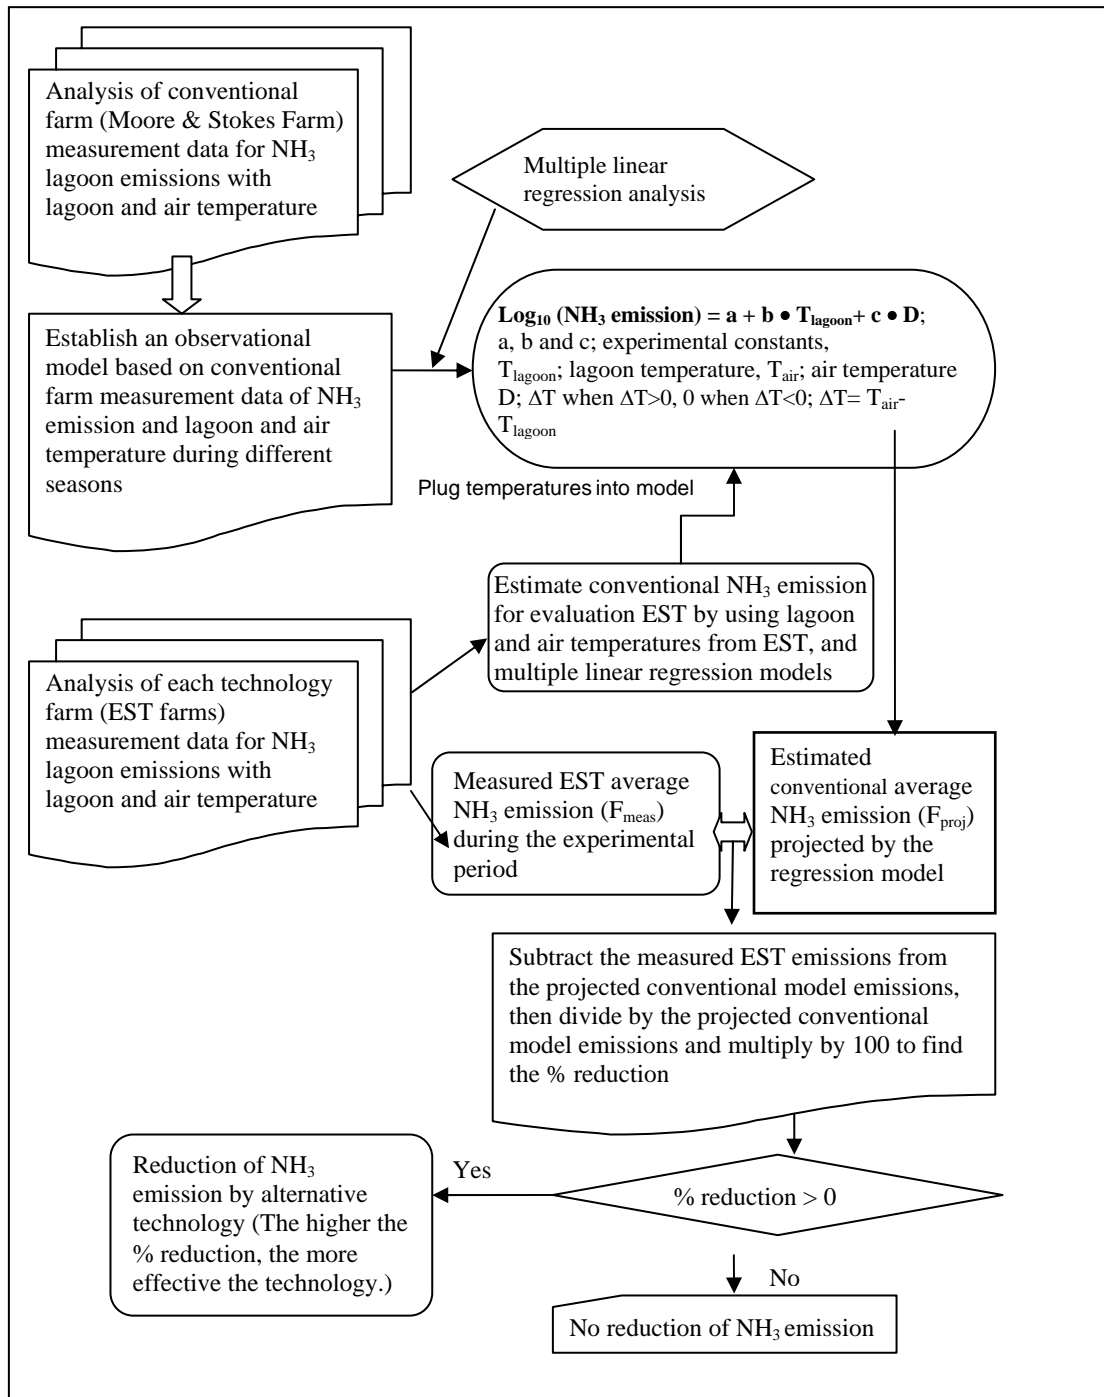 Analysis of conventional
farm (Moore & Stokes Farm)
measurement data for NH₃
lagoon emissions with
lagoon and air temperature
Multiple linear
regression analysis
Establish an observational
model based on conventional
farm measurement data of NH₃
emission and lagoon and air
temperature during different
seasons
Log₁₀ (NH₃ emission) = a + b • T_lagoon+ c • D;
a, b and c; experimental constants,
T_lagoon; lagoon temperature, T_air; air temperature
D; ΔT when ΔT>0, 0 when ΔT<0; ΔT= T_air-
T_lagoon
Plug temperatures into model
Estimate conventional NH₃ emission
for evaluation EST by using lagoon
and air temperatures from EST, and
multiple linear regression models
Analysis of each technology
farm (EST farms)
measurement data for NH₃
lagoon emissions with
lagoon and air temperature
Measured EST average
NH₃ emission (F_meas)
during the experimental
period
Estimated
conventional average
NH₃ emission (F_proj)
projected by the
regression model
Subtract the measured EST emissions from
the projected conventional model emissions,
then divide by the projected conventional
model emissions and multiply by 100 to find
the % reduction
% reduction > 0
Yes
Reduction of NH₃
emission by alternative
technology (The higher the
% reduction, the more
effective the technology.)
No
No reduction of NH₃ emission